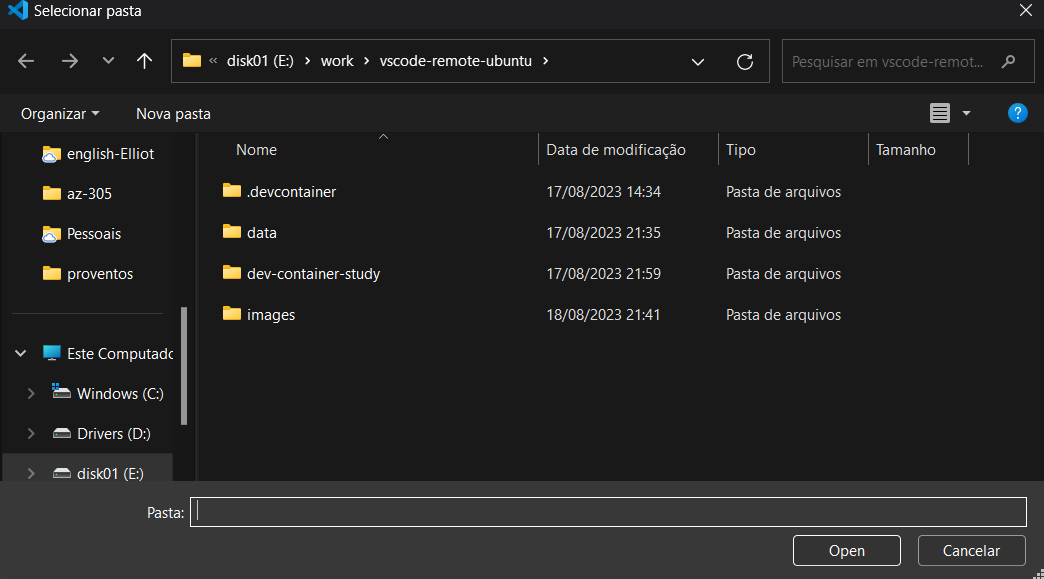 Selecionar pasta
« disk01 (E:) › work › vscode-remote-ubuntu ›
Pesquisar em vscode-remot...
Organizar
Nova pasta
?
english-Elliot
az-305
Pessoais
proventos
Este Computado
Windows (C:)
Drivers (D:)
disk01 (E:)
Nome Data de modificação Tipo Tamanho
.devcontainer 17/08/2023 14:34 Pasta de arquivos
data 17/08/2023 21:35 Pasta de arquivos
dev-container-study 17/08/2023 21:59 Pasta de arquivos
images 18/08/2023 21:41 Pasta de arquivos
Pasta:
Open
Cancelar